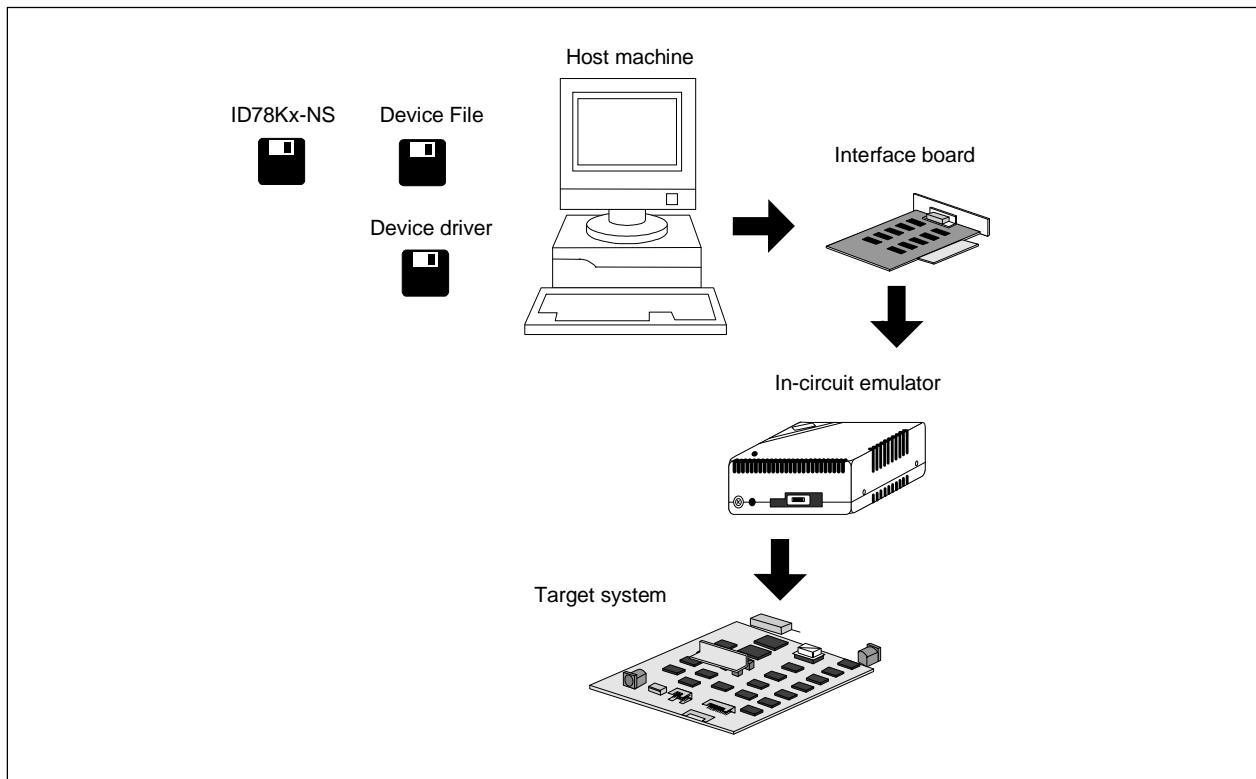 Host machine
ID78Kx-NS
Device File
Interface board
Device driver
In-circuit emulator
Target system